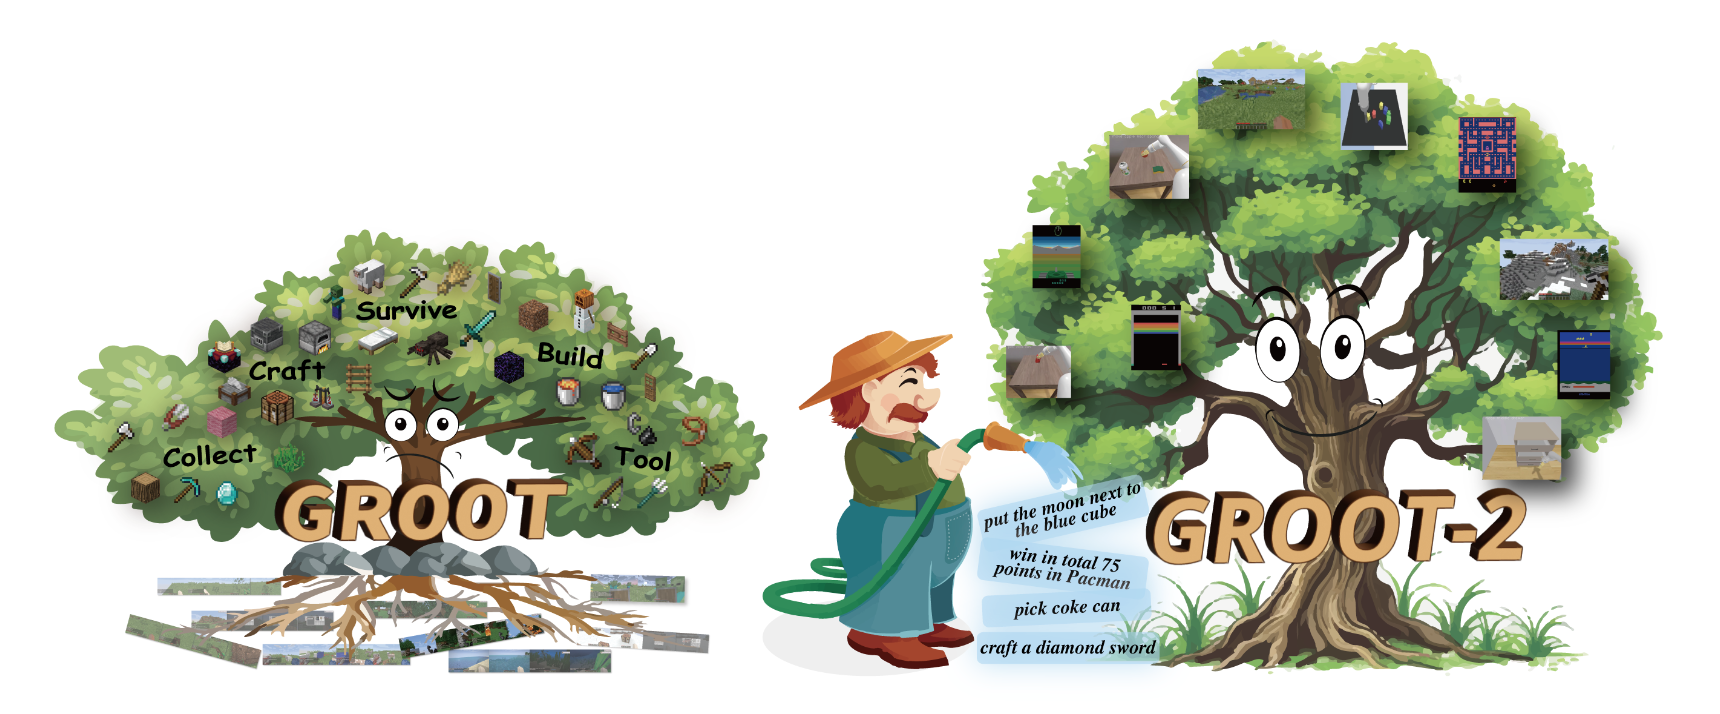 Survive
Build
Craft
Collect
Tool
GROOT
put the moon next to
the blue cube
win in total 75
points in Pacman
pick coke can
craft a diamond sword
GROOT-2